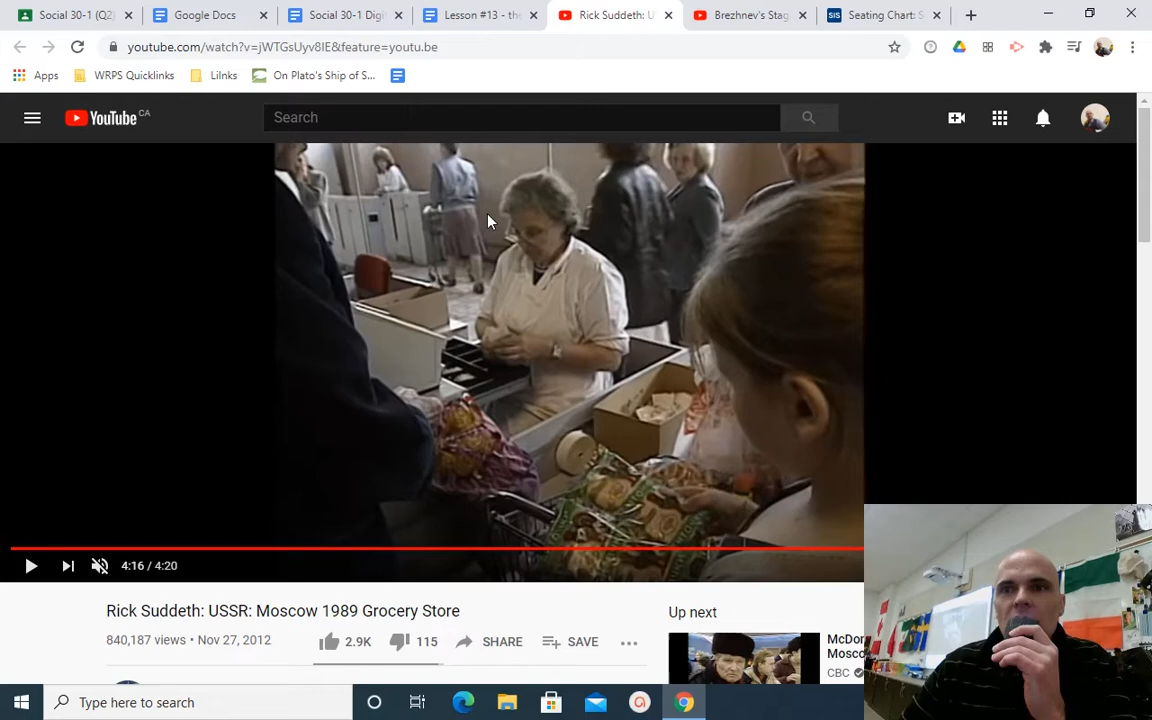 Social 30-1 (Q2)
Google Docs
Social 30-1 Digi
Lesson #13 - the
Rick Suddeth: U
Brezhnev's Stag
Seating Chart: S
youtube.com/watch?v=jWTGsUyv8IE&feature=youtu.be
Apps
WRPS Quicklinks
LiInks
On Plato's Ship of S...
YouTube CA
Search
4:16 / 4:20
Rick Suddeth: USSR: Moscow 1989 Grocery Store
840,187 views • Nov 27, 2012
2.9K
115
SHARE
SAVE
Up next
McDon
Mosco
CBC
Type here to search